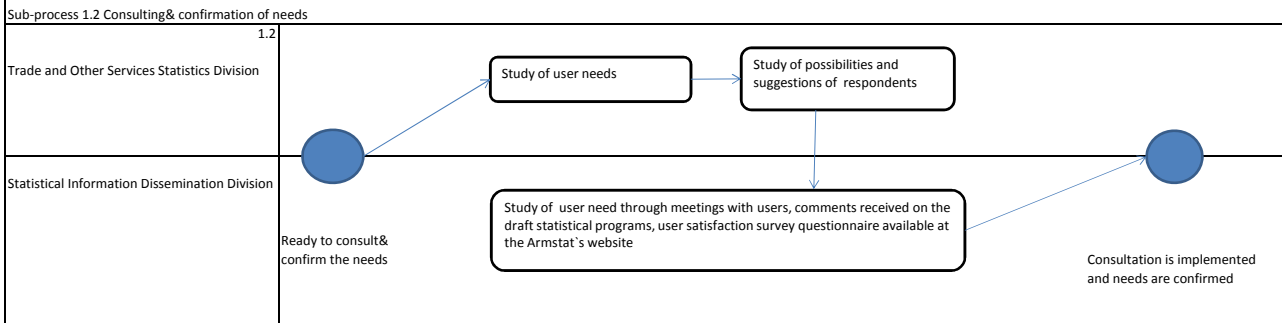 Sub-process 1.2 Consulting& confirmation of needs
1.2
Trade and Other Services Statistics Division
Study of user needs
Study of possibilities and
suggestions of  respondents
Statistical Information Dissemination Division
Study of  user need through meetings with users, comments received on the
draft statistical programs, user satisfaction survey questionnaire available at
the Armstat`s website
Ready to consult&
confirm the needs
Consultation is implemented
and needs are confirmed